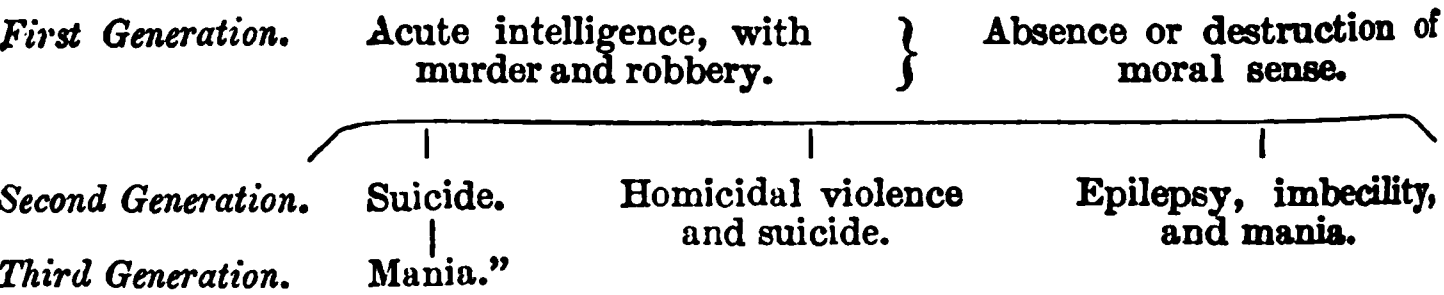 First Generation. Acute intelligence, with } Absence or destruction of
murder and robbery. moral sense.
Second Generation. Suicide. Homicidal violence Epilepsy, imbecility,
and suicide. and mania.
Third Generation. Mania.”